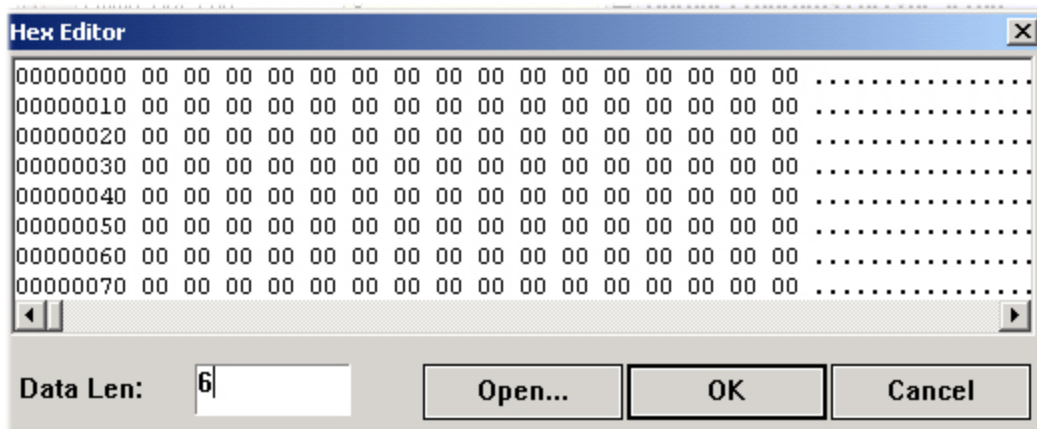 Hex Editor
00000000 00 00 00 00 00 00 00 00 00 00 00 00 00 00 00 00 ................
00000010 00 00 00 00 00 00 00 00 00 00 00 00 00 00 00 00 ................
00000020 00 00 00 00 00 00 00 00 00 00 00 00 00 00 00 00 ................
00000030 00 00 00 00 00 00 00 00 00 00 00 00 00 00 00 00 ................
00000040 00 00 00 00 00 00 00 00 00 00 00 00 00 00 00 00 ................
00000050 00 00 00 00 00 00 00 00 00 00 00 00 00 00 00 00 ................
00000060 00 00 00 00 00 00 00 00 00 00 00 00 00 00 00 00 ................
00000070 00 00 00 00 00 00 00 00 00 00 00 00 00 00 00 00 ................
Data Len: 6 Open... OK Cancel